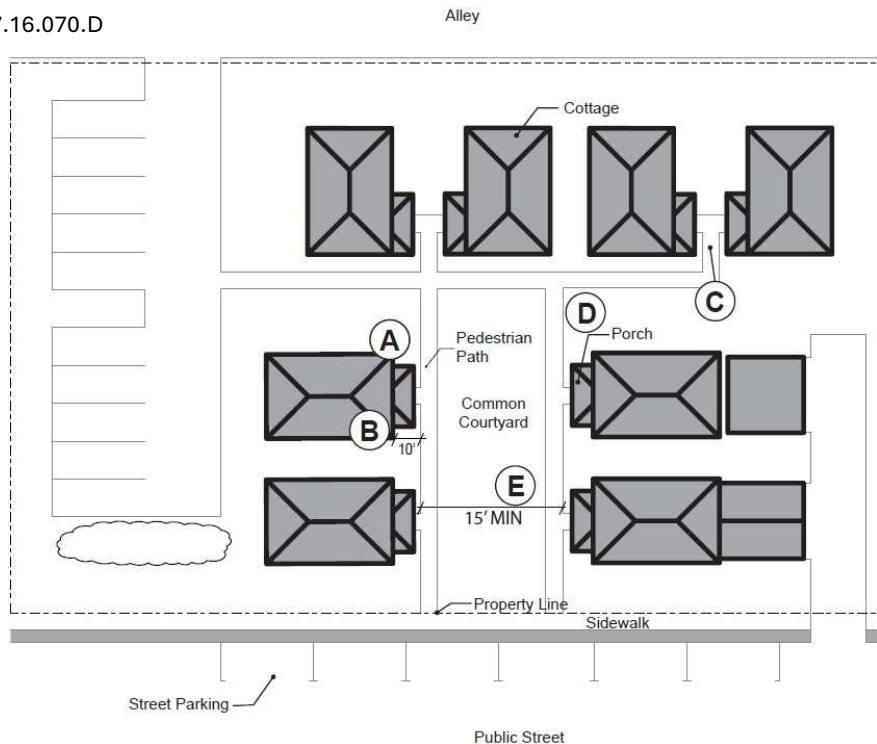 7.16.070.D
Alley
Cottage
C
D
A
Pedestrian
Path
Porch
Common
Courtyard
B
10'
E
15' MIN
Property Line
Sidewalk
Street Parking
Public Street